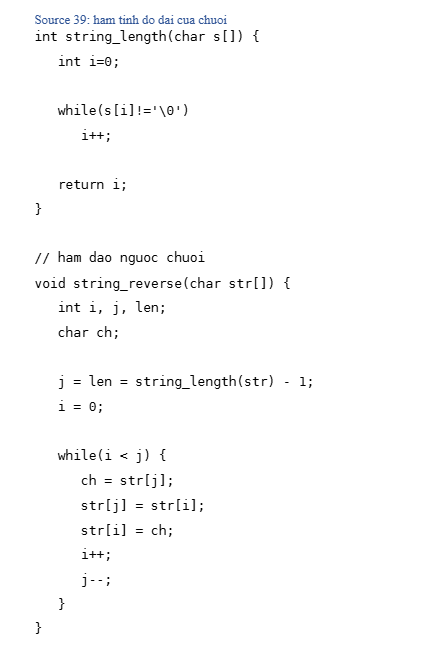 Source 39: ham tinh do dai cua chuoi
int string_length(char s[]) {
int i=0;
while(s[i]!='\0')
i++;
return i;
}
// ham dao nguoc chuoi
void string_reverse(char str[]) {
int i, j, len;
char ch;
j = len = string_length(str) - 1;
i = 0;
while(i < j) {
ch = str[j];
str[j] = str[i];
str[i] = ch;
i++;
j--;
}
}